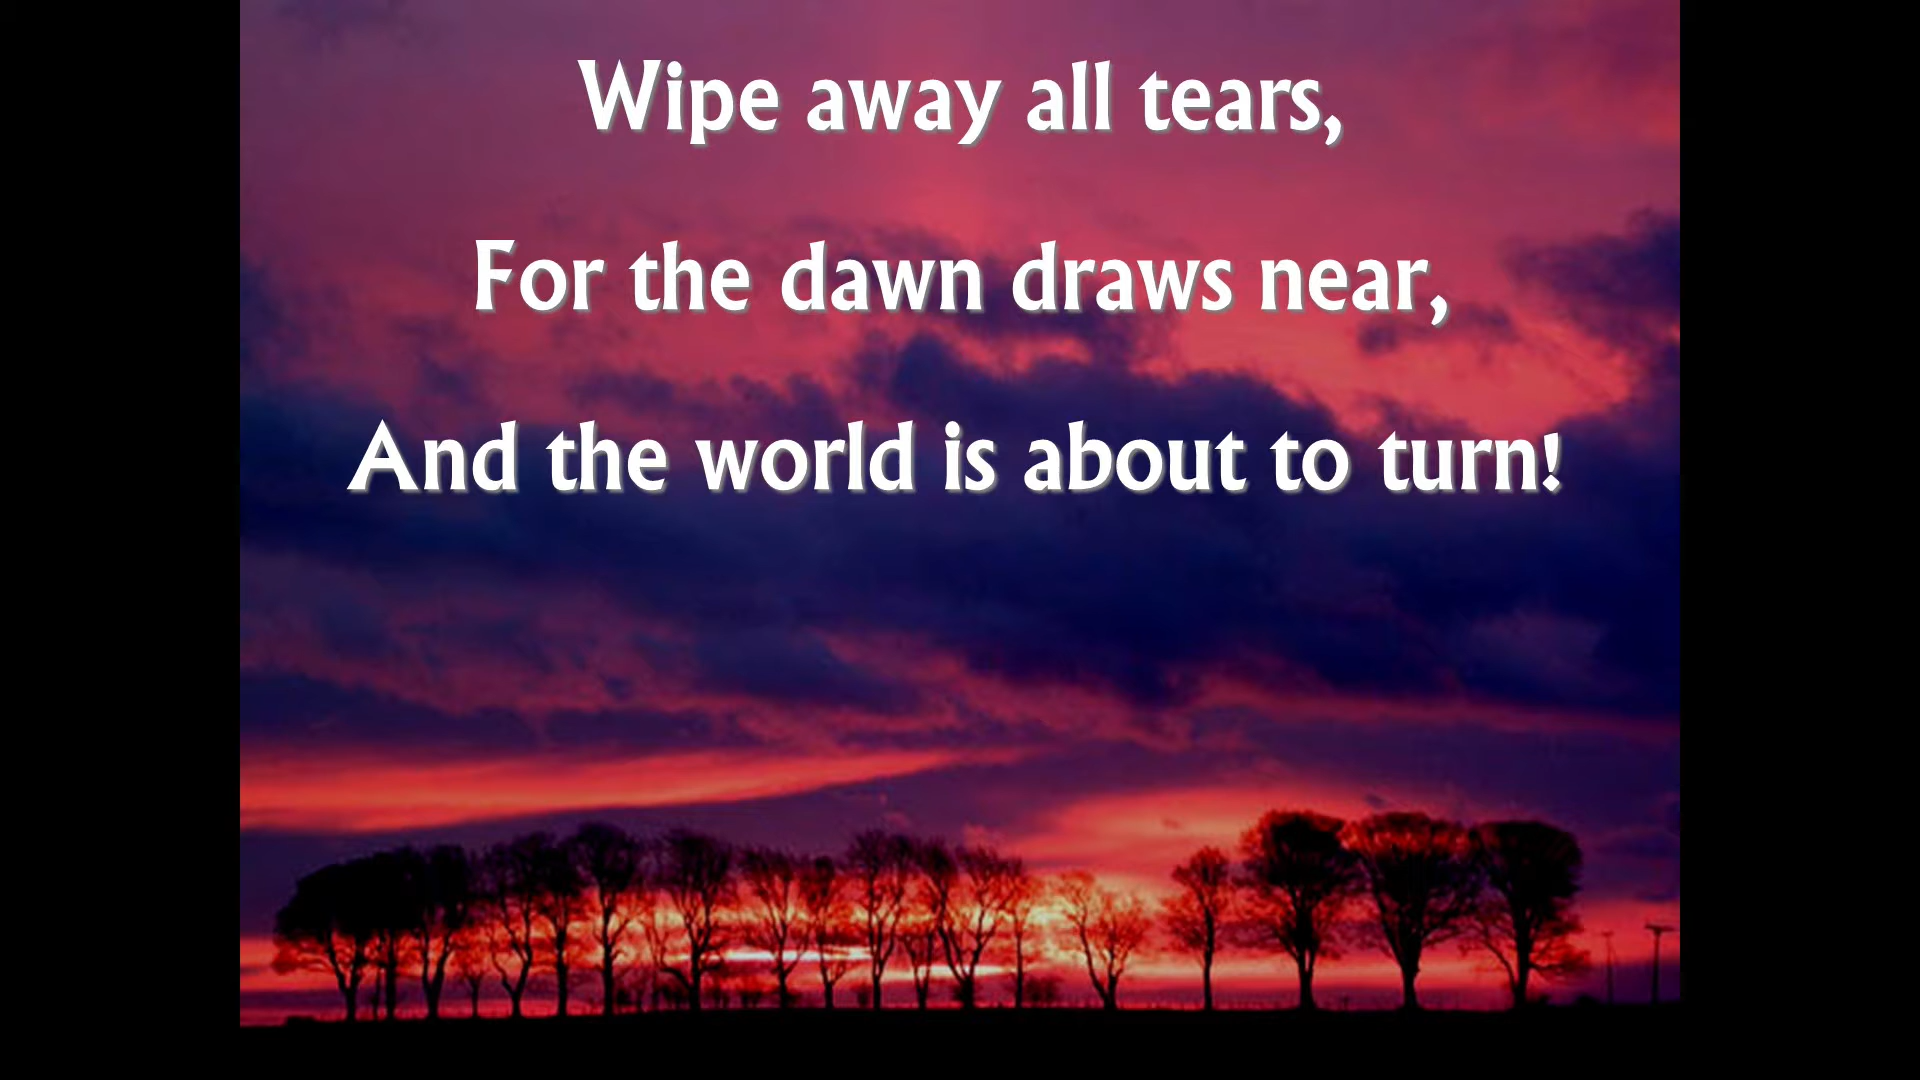 Wipe away all tears,
For the dawn draws near,
And the world is about to turn!